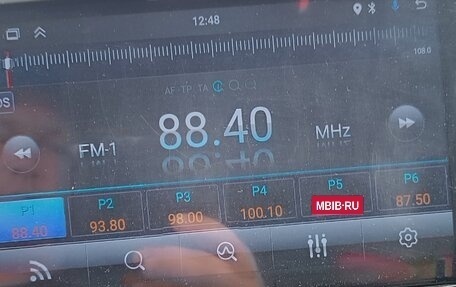 12:48
108.0
AF TP TA
DS
FM-1 88.40 MHz
P1 P2 P3 P4 P5 P6
88.40 93.80 98.00 100.10 MBIB-RU 87.50